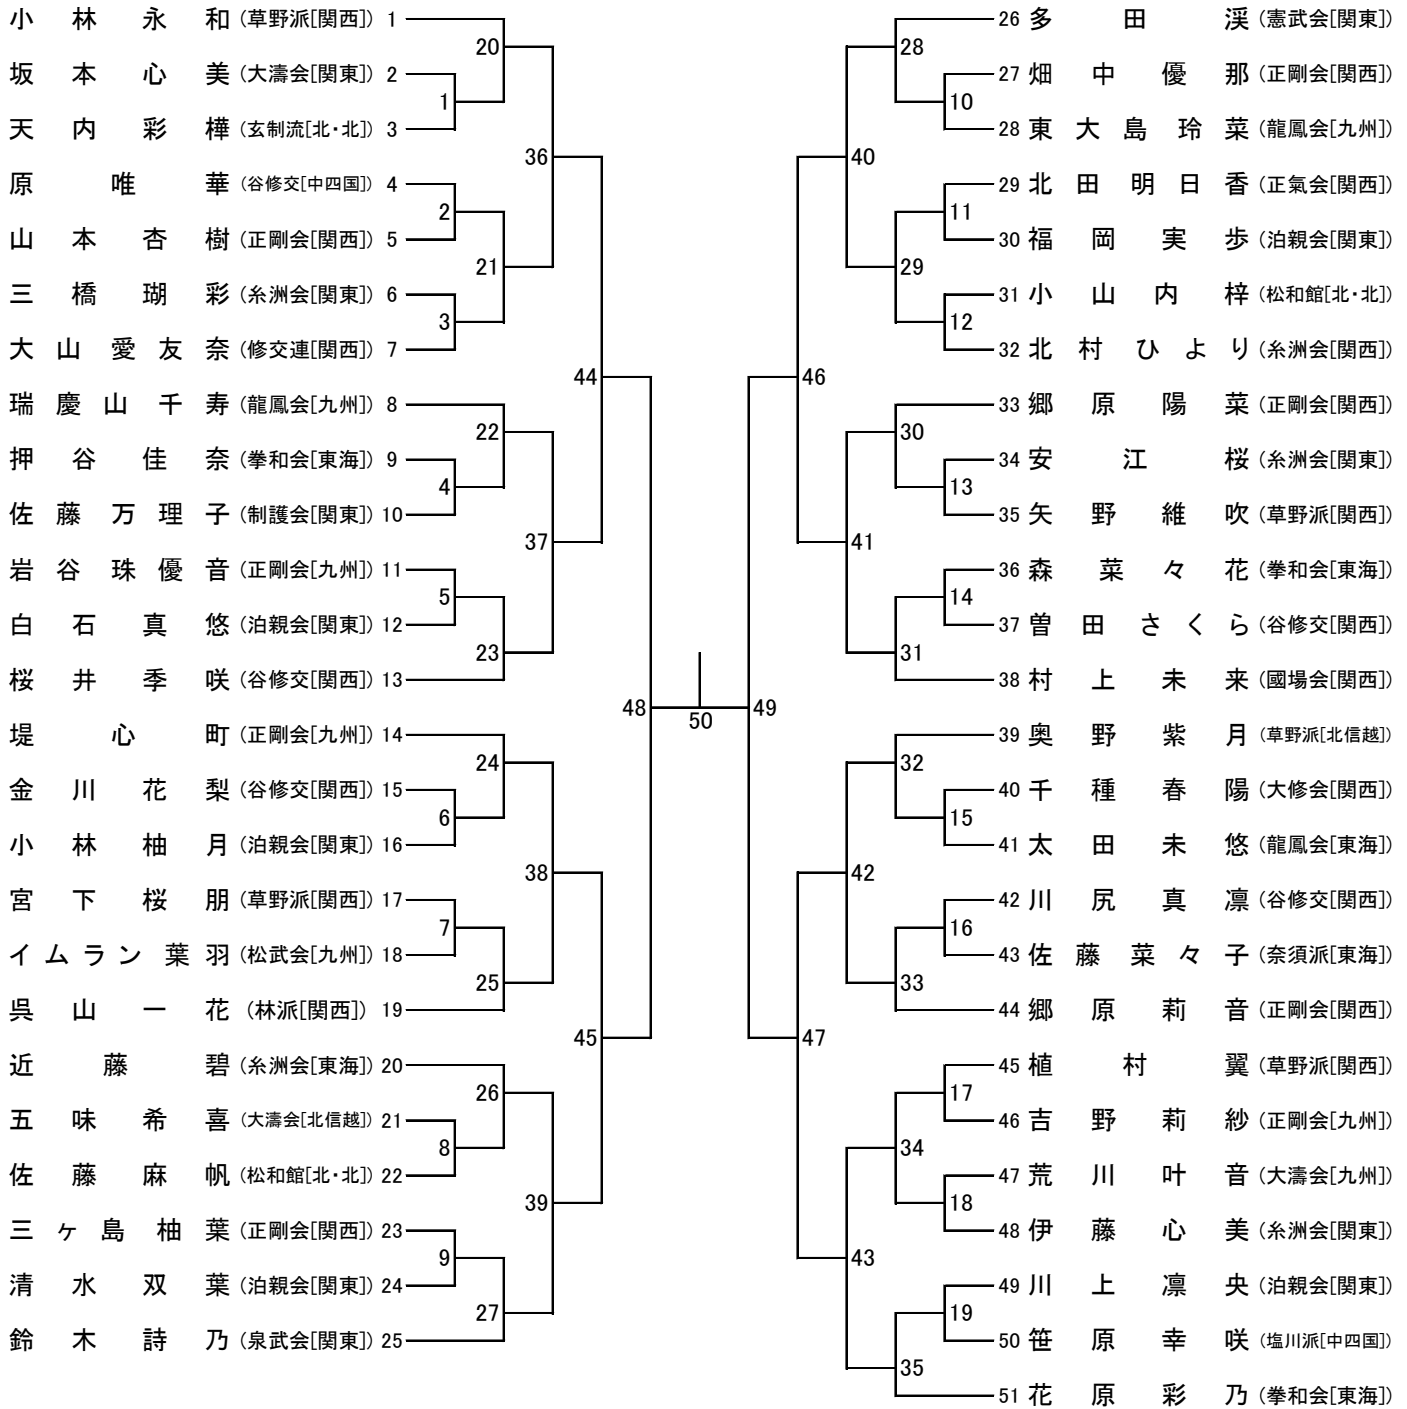 小林永和 (草野派[関西]) 1
坂本心美 (大濤会[関東]) 2
天内彩樺 (玄制流[北・北]) 3
原唯華 (谷修交[中四国]) 4
山本杏樹 (正剛会[関西]) 5
三橋瑚彩 (糸洲会[関東]) 6
大山愛友奈 (修交連[関西]) 7
瑞慶山千寿 (龍鳳会[九州]) 8
押谷佳奈 (拳和会[東海]) 9
佐藤万理子 (制護会[関東]) 10
岩谷珠優音 (正剛会[九州]) 11
白石真悠 (泊親会[関東]) 12
桜井季咲 (谷修交[関西]) 13
堤心町 (正剛会[九州]) 14
金川花梨 (谷修交[関西]) 15
小林柚月 (泊親会[関東]) 16
宮下桜朋 (草野派[関西]) 17
イムラン葉羽 (松武会[九州]) 18
呉山一花 (林派[関西]) 19
近藤碧 (糸洲会[東海]) 20
五味希喜 (大濤会[北信越]) 21
佐藤麻帆 (松和館[北・北]) 22
三ヶ島柚葉 (正剛会[関西]) 23
清水双葉 (泊親会[関東]) 24
鈴木詩乃 (泉武会[関東]) 25
1
2
3
4
5
6
7
8
9
20
21
22
23
24
25
26
27
36
37
38
39
44
45
48
50
49
46
47
40
41
42
43
28
29
30
31
32
33
34
35
10
11
12
13
14
15
16
17
18
19
26 多田渓 (憲武会[関東])
27 畑中優那 (正剛会[関西])
28 東大島玲菜 (龍鳳会[九州])
29 北田明日香 (正氣会[関西])
30 福岡実歩 (泊親会[関東])
31 小山内梓 (松和館[北・北])
32 北村ひより (糸洲会[関西])
33 郷原陽菜 (正剛会[関西])
34 安江桜 (糸洲会[関東])
35 矢野維吹 (草野派[関西])
36 森菜々花 (拳和会[東海])
37 曽田さくら (谷修交[関西])
38 村上未来 (國場会[関西])
39 奥野紫月 (草野派[北信越])
40 千種春陽 (大修会[関西])
41 太田未悠 (龍鳳会[東海])
42 川尻真凛 (谷修交[関西])
43 佐藤菜々子 (奈須派[東海])
44 郷原莉音 (正剛会[関西])
45 植村翼 (草野派[関西])
46 吉野莉紗 (正剛会[九州])
47 荒川叶音 (大濤会[九州])
48 伊藤心美 (糸洲会[関東])
49 川上凛央 (泊親会[関東])
50 笹原幸咲 (塩川派[中四国])
51 花原彩乃 (拳和会[東海])